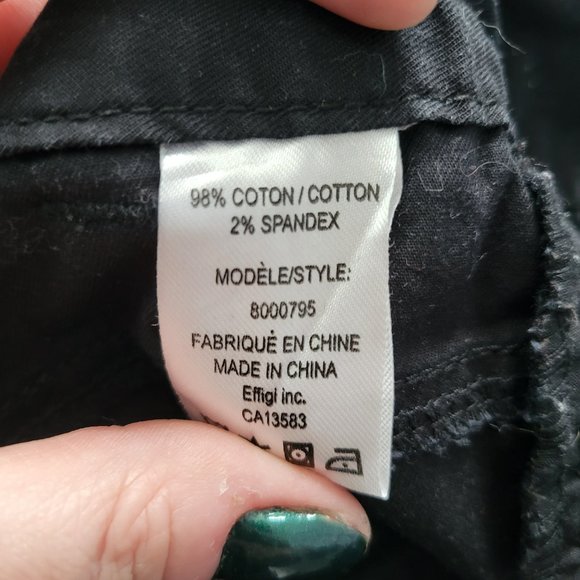 98% COTON / COTTON
2% SPANDEX
MODÈLE/STYLE:
8000795
FABRIQUÉ EN CHINE
MADE IN CHINA
Effigi inc.
CA13583